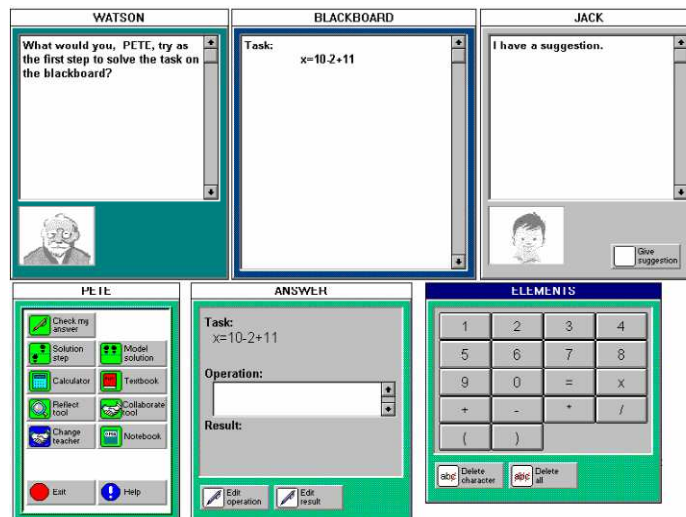 WATSON
What would you, PETE, try as
the first step to solve the task on
the blackboard?
BLACKBOARD
Task:
x=10-2+11
JACK
I have a suggestion.
Give
suggestion
PETE
Check my
answer
Solution
step
Model
solution
Calculator
Textbook
Reflect
tool
Collaborate
tool
Change
teacher
Notebook
Exit
Help
ANSWER
Task:
x=10-2+11
Operation:
Result:
Edit
operation
Edit
result
ELEMENTS
1 2 3 4
5 6 7 8
9 0 = x
+ - * /
( )
abc Delete
character
abc Delete
all